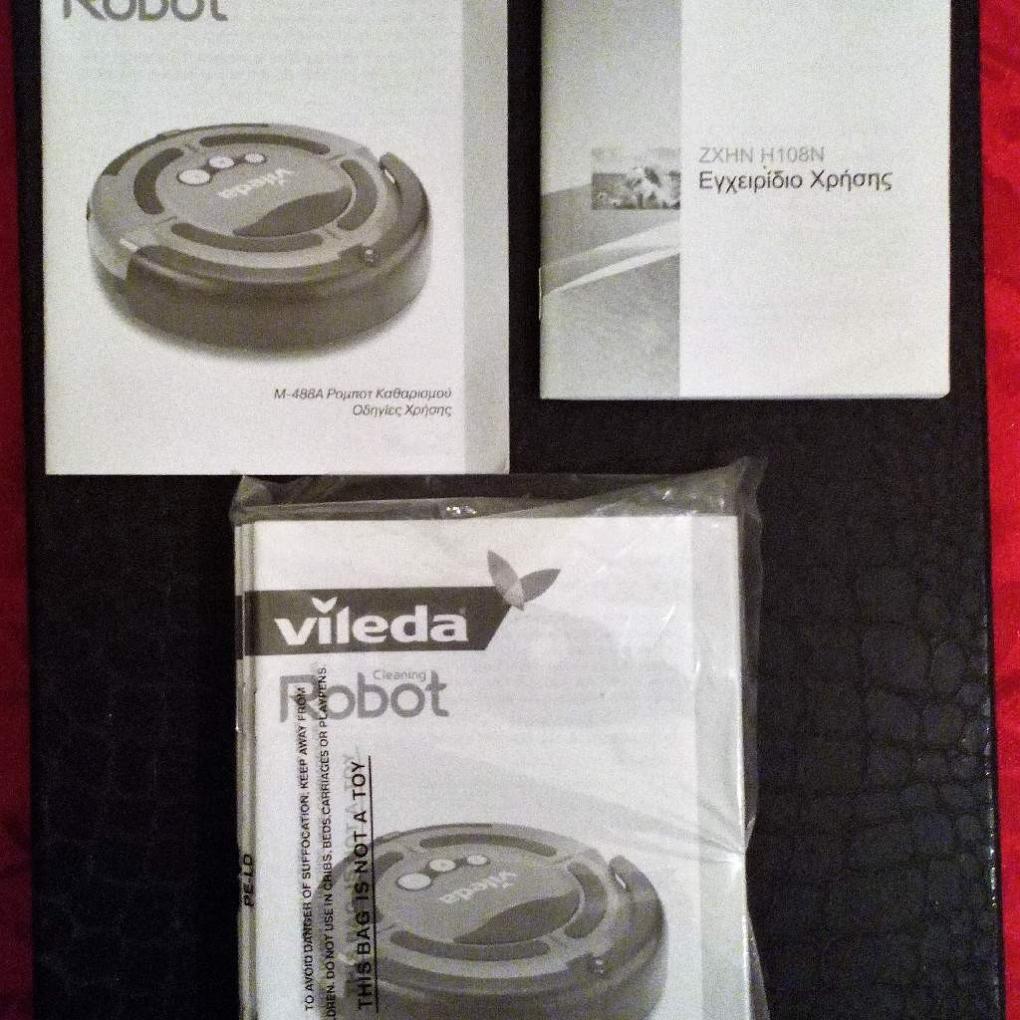 Robot
vileda
M-488A Ρομποτ Καθαρισμού
Οδηγίες Χρήσης
ZXHN H108N
Εγχειρίδιο Χρήσης
vileda
Cleaning
Robot
TO AVOID DANGER OF SUFFOCATION, KEEP AWAY FROM
DREN. DO NOT USE IN CRIBS, BEDS, CARRIAGES OR PLAYPENS.
THIS BAG IS NOT A TOY
PE-LD
vileda